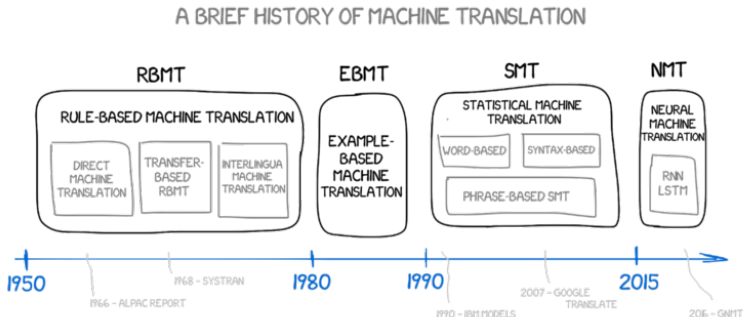 A BRIEF HISTORY OF MACHINE TRANSLATION
RBMT
EBMT
SMT
NMT
RULE-BASED MACHINE TRANSLATION
DIRECT
MACHINE
TRANSLATION
TRANSFER-
BASED
RBMT
INTERLINGUA
MACHINE
TRANSLATION
EXAMPLE-
BASED
MACHINE
TRANSLATION
STATISTICAL MACHINE
TRANSLATION
WORD-BASED
SYNTAX-BASED
PHRASE-BASED SMT
NEURAL
MACHINE
TRANSLATION
RNN
LSTM
1950
1966 - ALPAC REPORT
1968 - SYSTRAN
1980
1990
1990 - IBM MODELS
2007 - GOOGLE
TRANSLATE
2015
2016 - GNMT